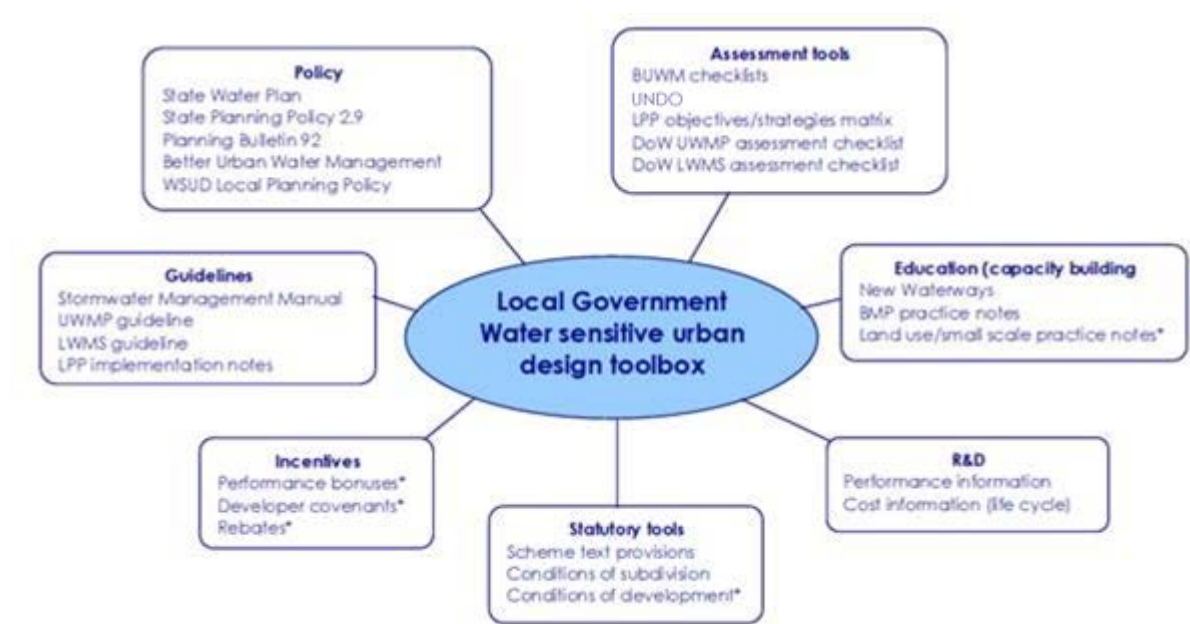 Policy
State Water Plan
State Planning Policy 2.9
Planning Bulletin 92
Better Urban Water Management
WSUD Local Planning Policy
Assessment tools
BUWM checklists
UNDO
LPP objectives/strategies matrix
DoW UWMP assessment checklist
DoW LWMS assessment checklist
Guidelines
Stormwater Management Manual
UWMP guideline
LWMS guideline
LPP implementation notes
Local Government
Water sensitive urban
design toolbox
Education (capacity building
New Waterways
BMP practice notes
Land use/small scale practice notes*
Incentives
Performance bonuses*
Developer covenants*
Rebates*
Statutory tools
Scheme text provisions
Conditions of subdivision
Conditions of development*
R&D
Performance information
Cost information (life cycle)